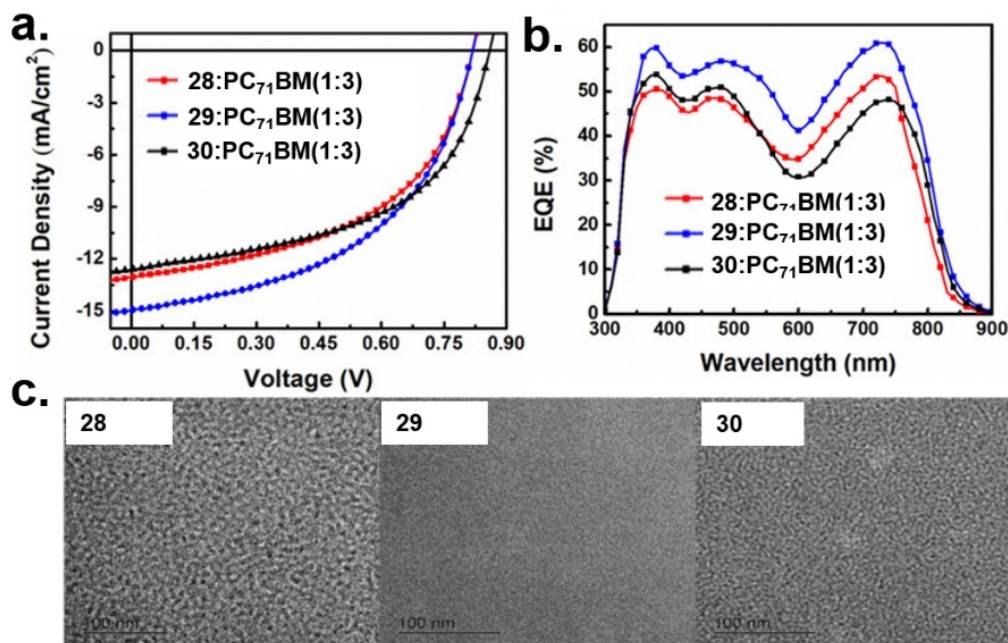 a.
0
-3
-6
-9
-12
-15
0.00 0.15 0.30 0.45 0.60 0.75 0.90
Current Density (mA/cm²)
Voltage (V)
28:PC₇₁BM(1:3)
29:PC₇₁BM(1:3)
30:PC₇₁BM(1:3)
b.
60
50
40
30
20
10
0
300 400 500 600 700 800 900
EQE (%)
Wavelength (nm)
28:PC₇₁BM(1:3)
29:PC₇₁BM(1:3)
30:PC₇₁BM(1:3)
c.
28
29
30
100 nm
100 nm
100 nm